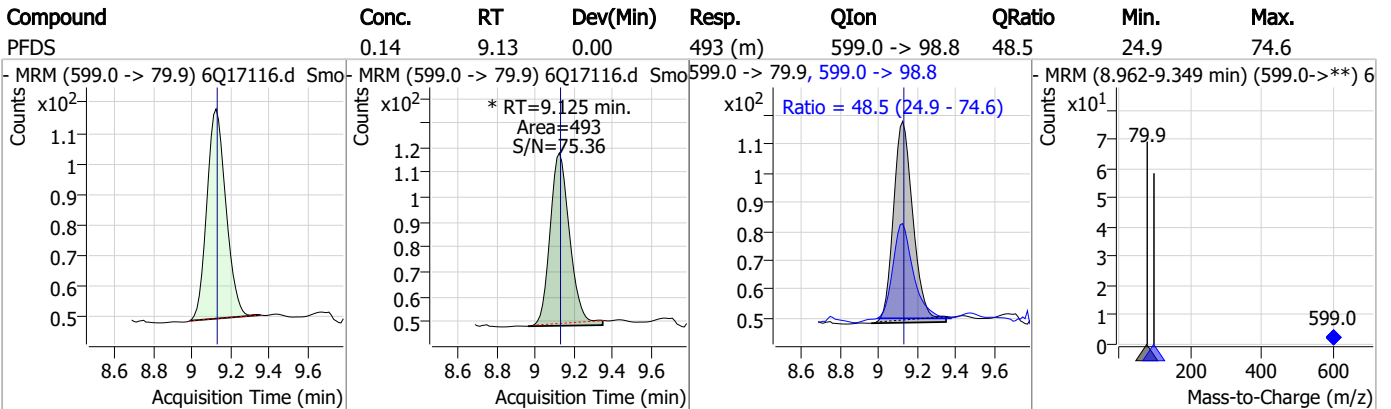 Compound Conc. RT Dev(Min) Resp. QIon QRatio Min. Max.
PFDS 0.14 9.13 0.00 493 (m) 599.0 -> 98.8 48.5 24.9 74.6
- MRM (599.0 -> 79.9) 6Q17116.d Smo
Counts
x10²
1.1
1
0.9
0.8
0.7
0.6
0.5
8.6 8.8 9 9.2 9.4 9.6
Acquisition Time (min)
- MRM (599.0 -> 79.9) 6Q17116.d Smo
Counts
x10²
* RT=9.125 min.
Area=493
S/N=75.36
1.2
1.1
1
0.9
0.8
0.7
0.6
0.5
8.6 8.8 9 9.2 9.4 9.6
Acquisition Time (min)
599.0 -> 79.9, 599.0 -> 98.8
x10²
Ratio = 48.5 (24.9 - 74.6)
1.1
1
0.9
0.8
0.7
0.6
0.5
8.6 8.8 9 9.2 9.4 9.6
Acquisition Time (min)
- MRM (8.962-9.349 min) (599.0->**) 6
Counts
x10¹
79.9
7
6
5
4
3
2
1
0
599.0
200 400 600
Mass-to-Charge (m/z)